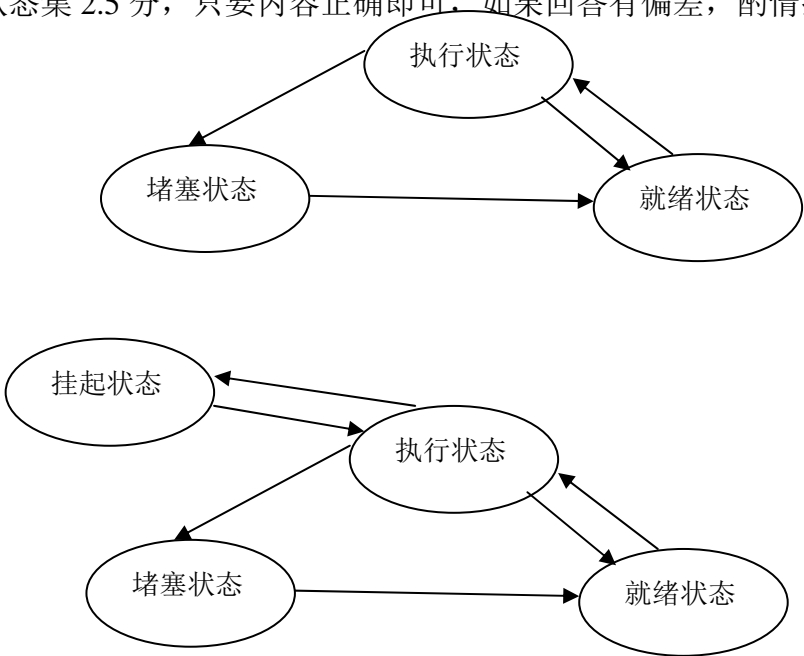 状态集 2.5 分，只要内容正确即可，如果回答有偏差，酌情
执行状态
堵塞状态
就绪状态
挂起状态
执行状态
堵塞状态
就绪状态